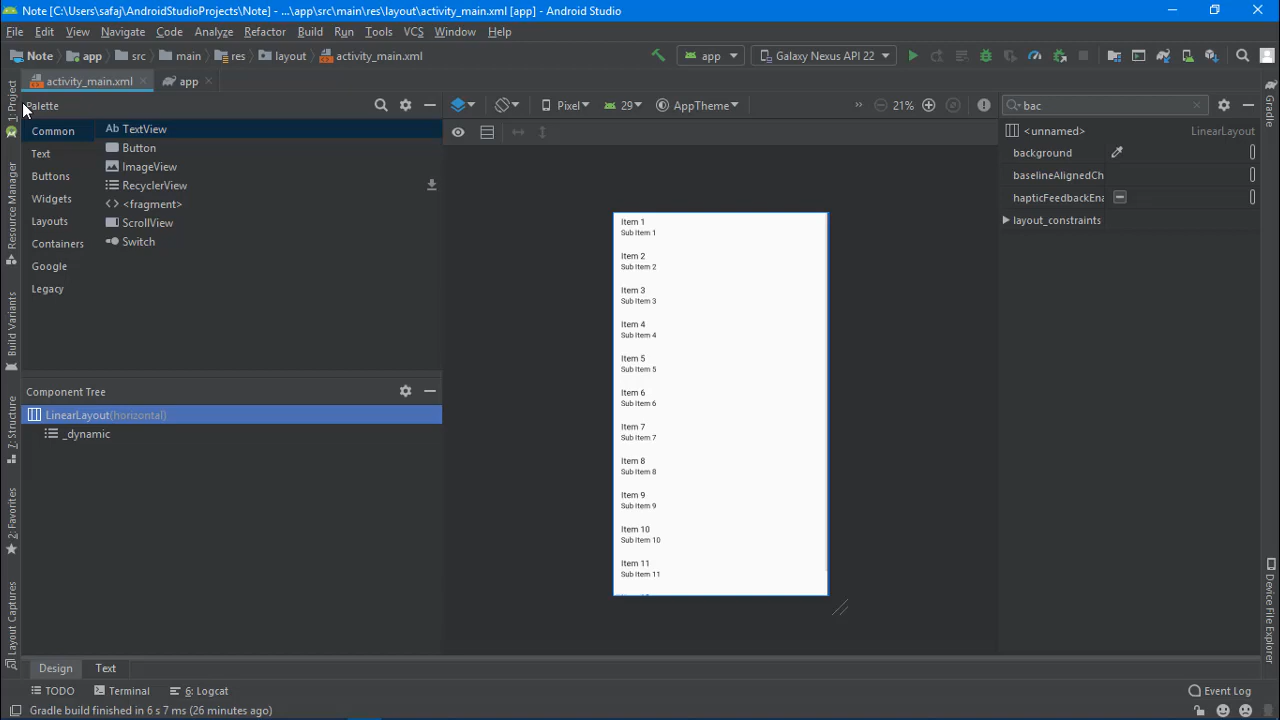 Note [C:\Users\safaj\AndroidStudioProjects\Note] - ...\app\src\main\res\layout\activity_main.xml [app] - Android Studio
File Edit View Navigate Code Analyze Refactor Build Run Tools VCS Window Help
Note app src main res layout activity_main.xml app Galaxy Nexus API 22
activity_main.xml app
1: Project
Resource Manager
Build Variants
7: Structure
2: Favorites
Layout Captures
Palette
Common
Text
Buttons
Widgets
Layouts
Containers
Google
Legacy
Ab TextView
Button
ImageView
RecyclerView
<fragment>
ScrollView
Switch
Component Tree
LinearLayout(horizontal)
_dynamic
Pixel 29 AppTheme 21%
Item 1
Sub Item 1
Item 2
Sub Item 2
Item 3
Sub Item 3
Item 4
Sub Item 4
Item 5
Sub Item 5
Item 6
Sub Item 6
Item 7
Sub Item 7
Item 8
Sub Item 8
Item 9
Sub Item 9
Item 10
Sub Item 10
Item 11
Sub Item 11
bac
<unnamed> LinearLayout
background
baselineAlignedCh
hapticFeedbackEna
layout_constraints
Gradle
Device File Explorer
Design Text
TODO Terminal 6: Logcat Event Log
Gradle build finished in 6 s 7 ms (26 minutes ago)